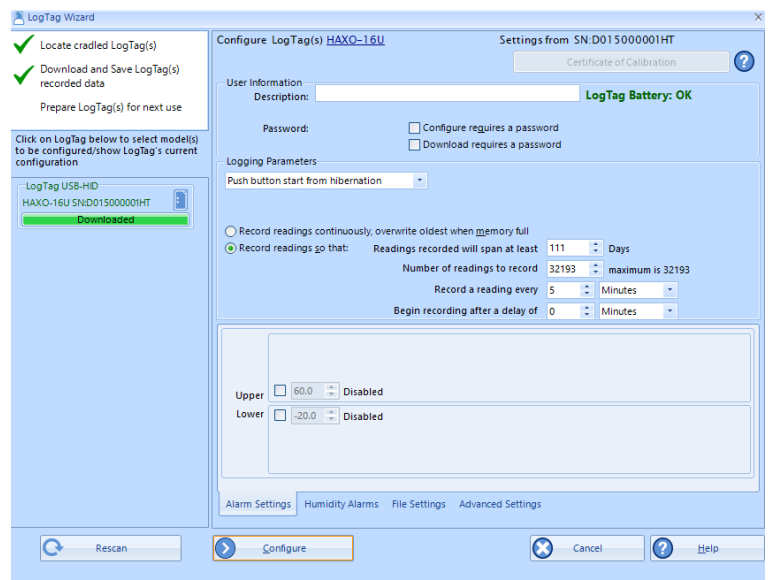 LogTag Wizard
Locate cradled LogTag(s)
Download and Save LogTag(s)
recorded data
Prepare LogTag(s) for next use
Click on LogTag below to select model(s)
to be configured/show LogTag's current
configuration
LogTag USB-HID
HAXO-16U SN:D015000001HT
Downloaded
Configure LogTag(s) HAXO-16U Settings from SN:D015000001HT
Certificate of Calibration ?
User Information
Description: LogTag Battery: OK
Password: Configure requires a password
Download requires a password
Logging Parameters
Push button start from hibernation
Record readings continuously, overwrite oldest when memory full
Record readings so that: Readings recorded will span at least 111 Days
Number of readings to record 32193 maximum is 32193
Record a reading every 5 Minutes
Begin recording after a delay of 0 Minutes
Upper 60.0 Disabled
Lower -20.0 Disabled
Alarm Settings Humidity Alarms File Settings Advanced Settings
Rescan Configure Cancel ? Help